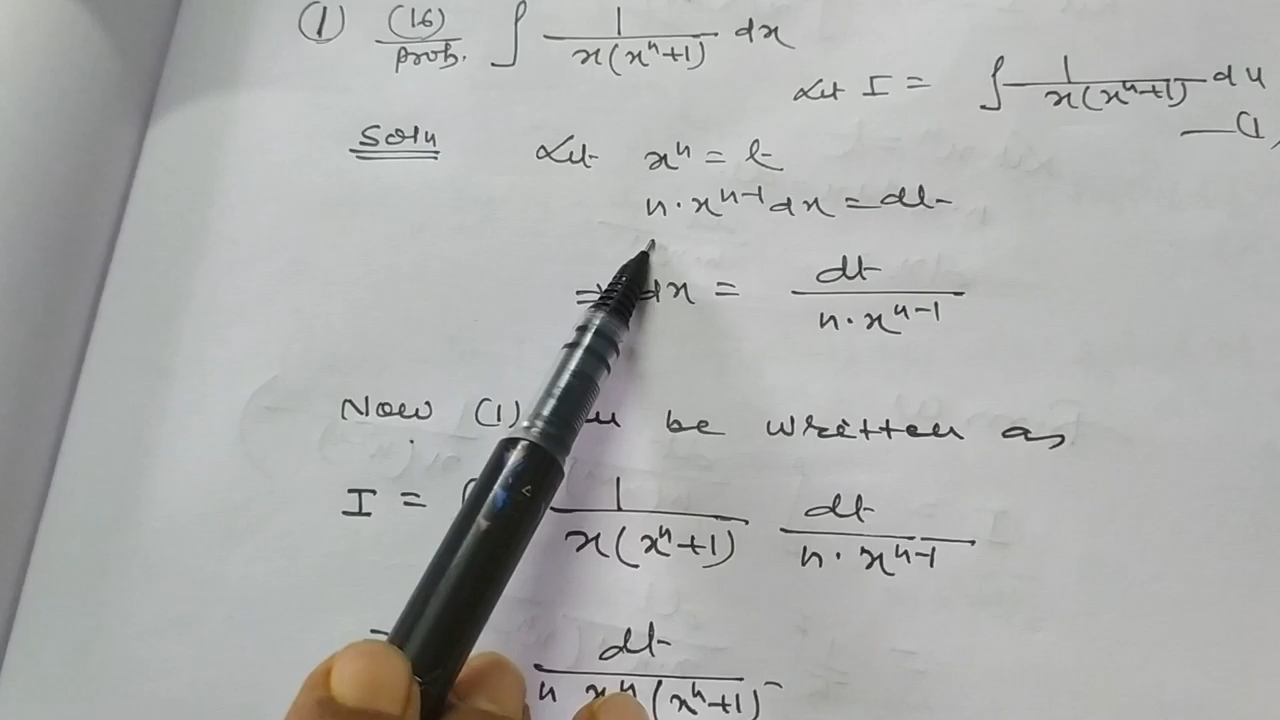 (1) (16) prob. ∫ 1/x(xⁿ+1) dx
Let I = ∫ 1/x(xⁿ+1) dx —(1)
Soln Let xⁿ = t
n·xⁿ⁻¹dx = dt
⇒ dx = dt/n·xⁿ⁻¹
Now (1) be written as
I = 1/x(xⁿ+1) dt/n·xⁿ⁻¹
dt/n xⁿ(xⁿ+1)